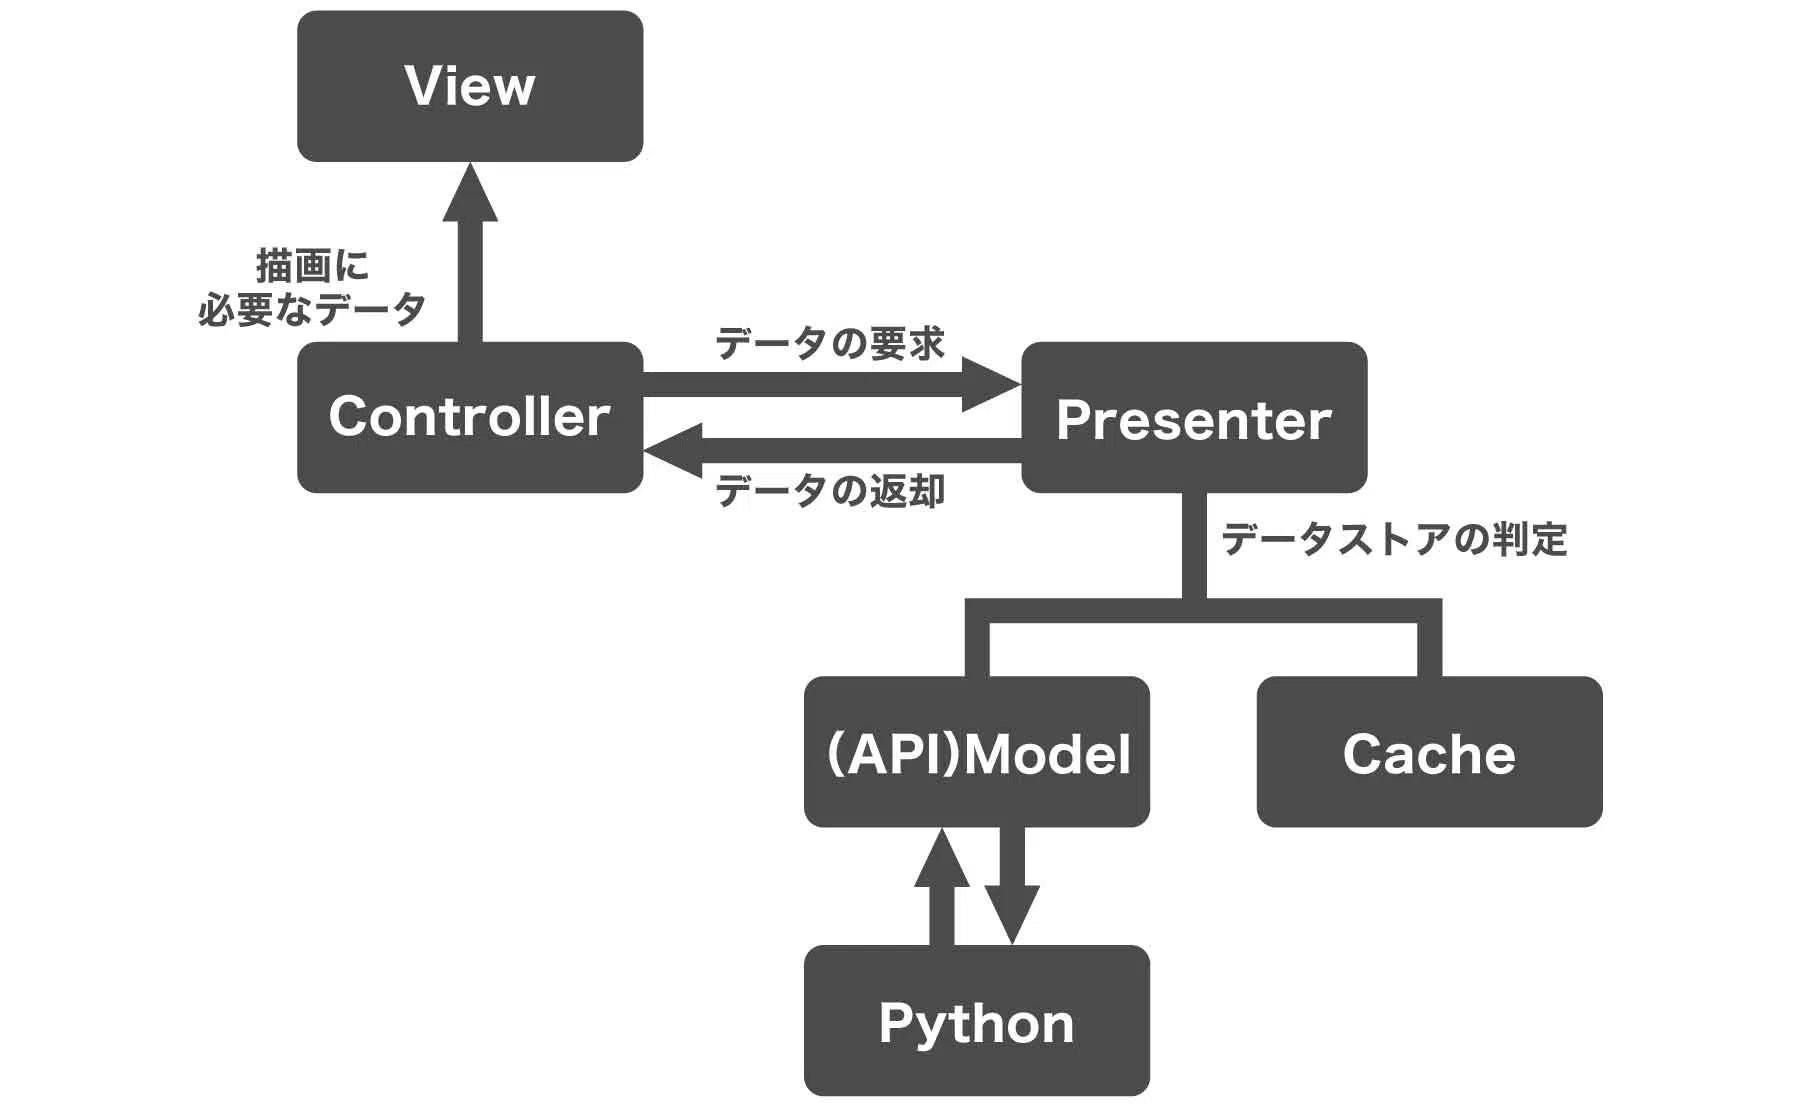 View
描画に
必要なデータ
データの要求
Controller
Presenter
データの返却
データストアの判定
(API)Model
Cache
Python